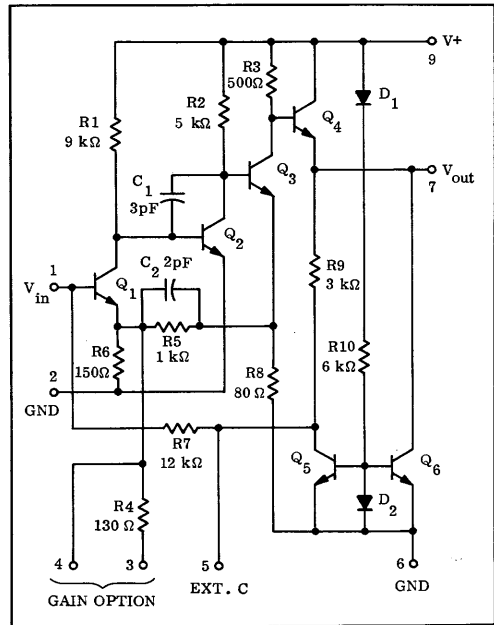 V+
9
R3
500Ω
R1
9 kΩ
R2
5 kΩ
D1
Q4
C1
3pF
Q3
7
Vout
Q2
1
Vin
Q1
C2 2pF
R9
3 kΩ
R6
150Ω
R5
1 kΩ
R10
6 kΩ
2
GND
R8
80 Ω
R7
12 kΩ
Q5
Q6
R4
130 Ω
D2
4
3
5
6
GAIN OPTION
EXT. C
GND